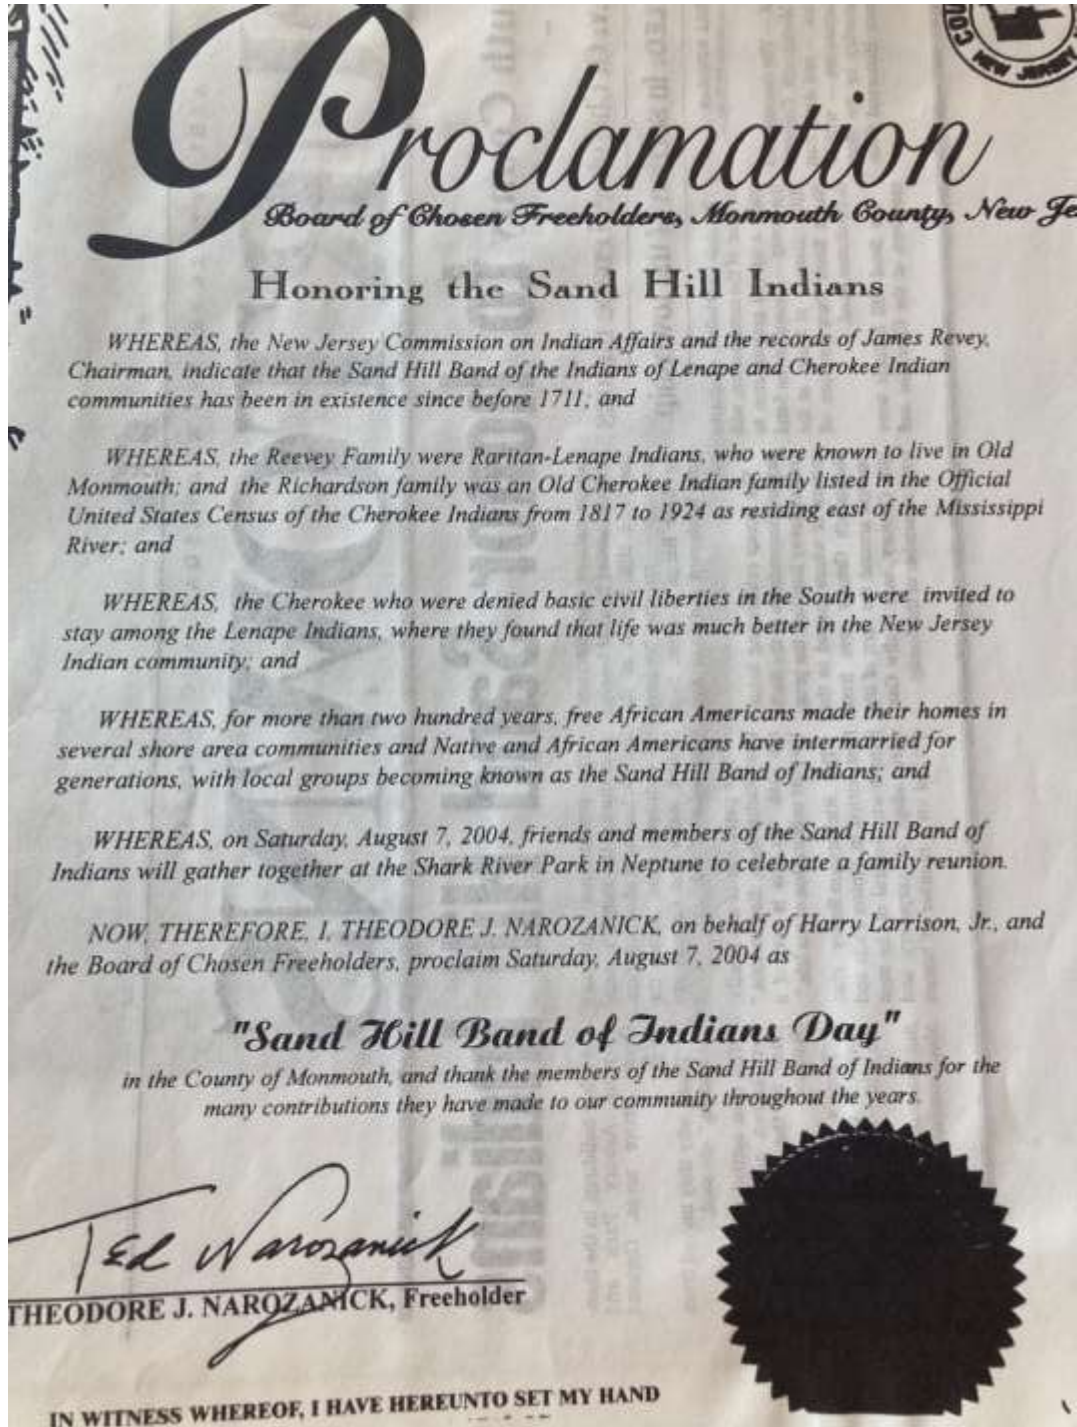 NEW JERSEY
Proclamation
Board of Chosen Freeholders, Monmouth County, New Je
Honoring the Sand Hill Indians
WHEREAS, the New Jersey Commission on Indian Affairs and the records of James Revey,
Chairman, indicate that the Sand Hill Band of the Indians of Lenape and Cherokee Indian
communities has been in existence since before 1711, and
WHEREAS, the Reevey Family were Raritan-Lenape Indians, who were known to live in Old
Monmouth; and the Richardson family was an Old Cherokee Indian family listed in the Official
United States Census of the Cherokee Indians from 1817 to 1924 as residing east of the Mississippi
River; and
WHEREAS, the Cherokee who were denied basic civil liberties in the South were invited to
stay among the Lenape Indians, where they found that life was much better in the New Jersey
Indian community; and
WHEREAS, for more than two hundred years, free African Americans made their homes in
several shore area communities and Native and African Americans have intermarried for
generations, with local groups becoming known as the Sand Hill Band of Indians; and
WHEREAS, on Saturday, August 7, 2004, friends and members of the Sand Hill Band of
Indians will gather together at the Shark River Park in Neptune to celebrate a family reunion.
NOW, THEREFORE, I, THEODORE J. NAROZANICK, on behalf of Harry Larrison, Jr., and
the Board of Chosen Freeholders, proclaim Saturday, August 7, 2004 as
"Sand Hill Band of Indians Day"
in the County of Monmouth, and thank the members of the Sand Hill Band of Indians for the
many contributions they have made to our community throughout the years.
Ted Narozanick
THEODORE J. NAROZANICK, Freeholder
IN WITNESS WHEREOF, I HAVE HEREUNTO SET MY HAND